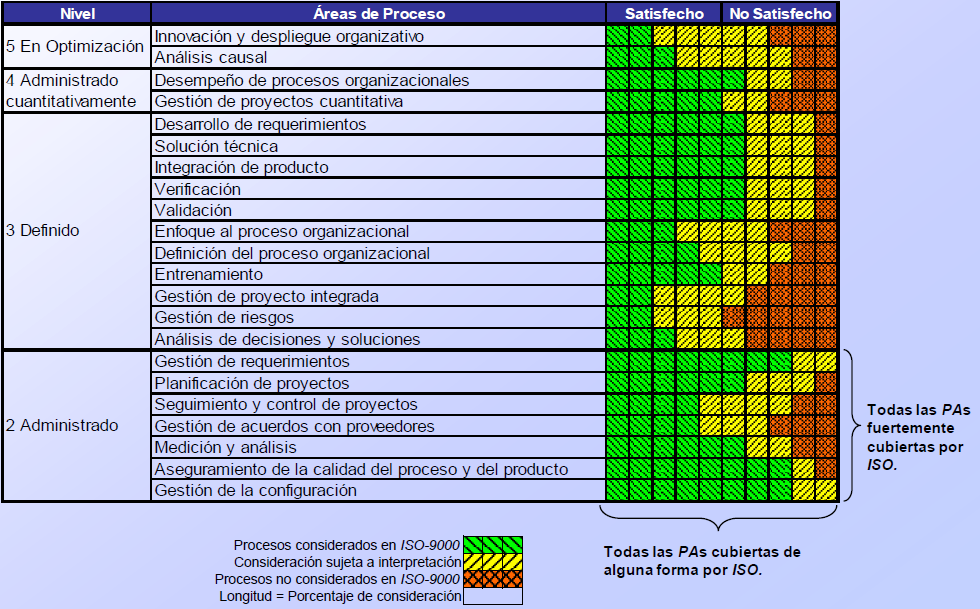 Nivel Áreas de Proceso Satisfecho No Satisfecho
5 En Optimización
Innovación y despliegue organizativo
Análisis causal
4 Administrado
cuantitativamente
Desempeño de procesos organizacionales
Gestión de proyectos cuantitativa
3 Definido
Desarrollo de requerimientos
Solución técnica
Integración de producto
Verificación
Validación
Enfoque al proceso organizacional
Definición del proceso organizacional
Entrenamiento
Gestión de proyecto integrada
Gestión de riesgos
Análisis de decisiones y soluciones
2 Administrado
Gestión de requerimientos
Planificación de proyectos
Seguimiento y control de proyectos
Gestión de acuerdos con proveedores
Medición y análisis
Aseguramiento de la calidad del proceso y del producto
Gestión de la configuración
Todas las PAs
fuertemente
cubiertas por
ISO.
Todas las PAs cubiertas de
alguna forma por ISO.
Procesos considerados en ISO-9000
Consideración sujeta a interpretación
Procesos no considerados en ISO-9000
Longitud = Porcentaje de consideración